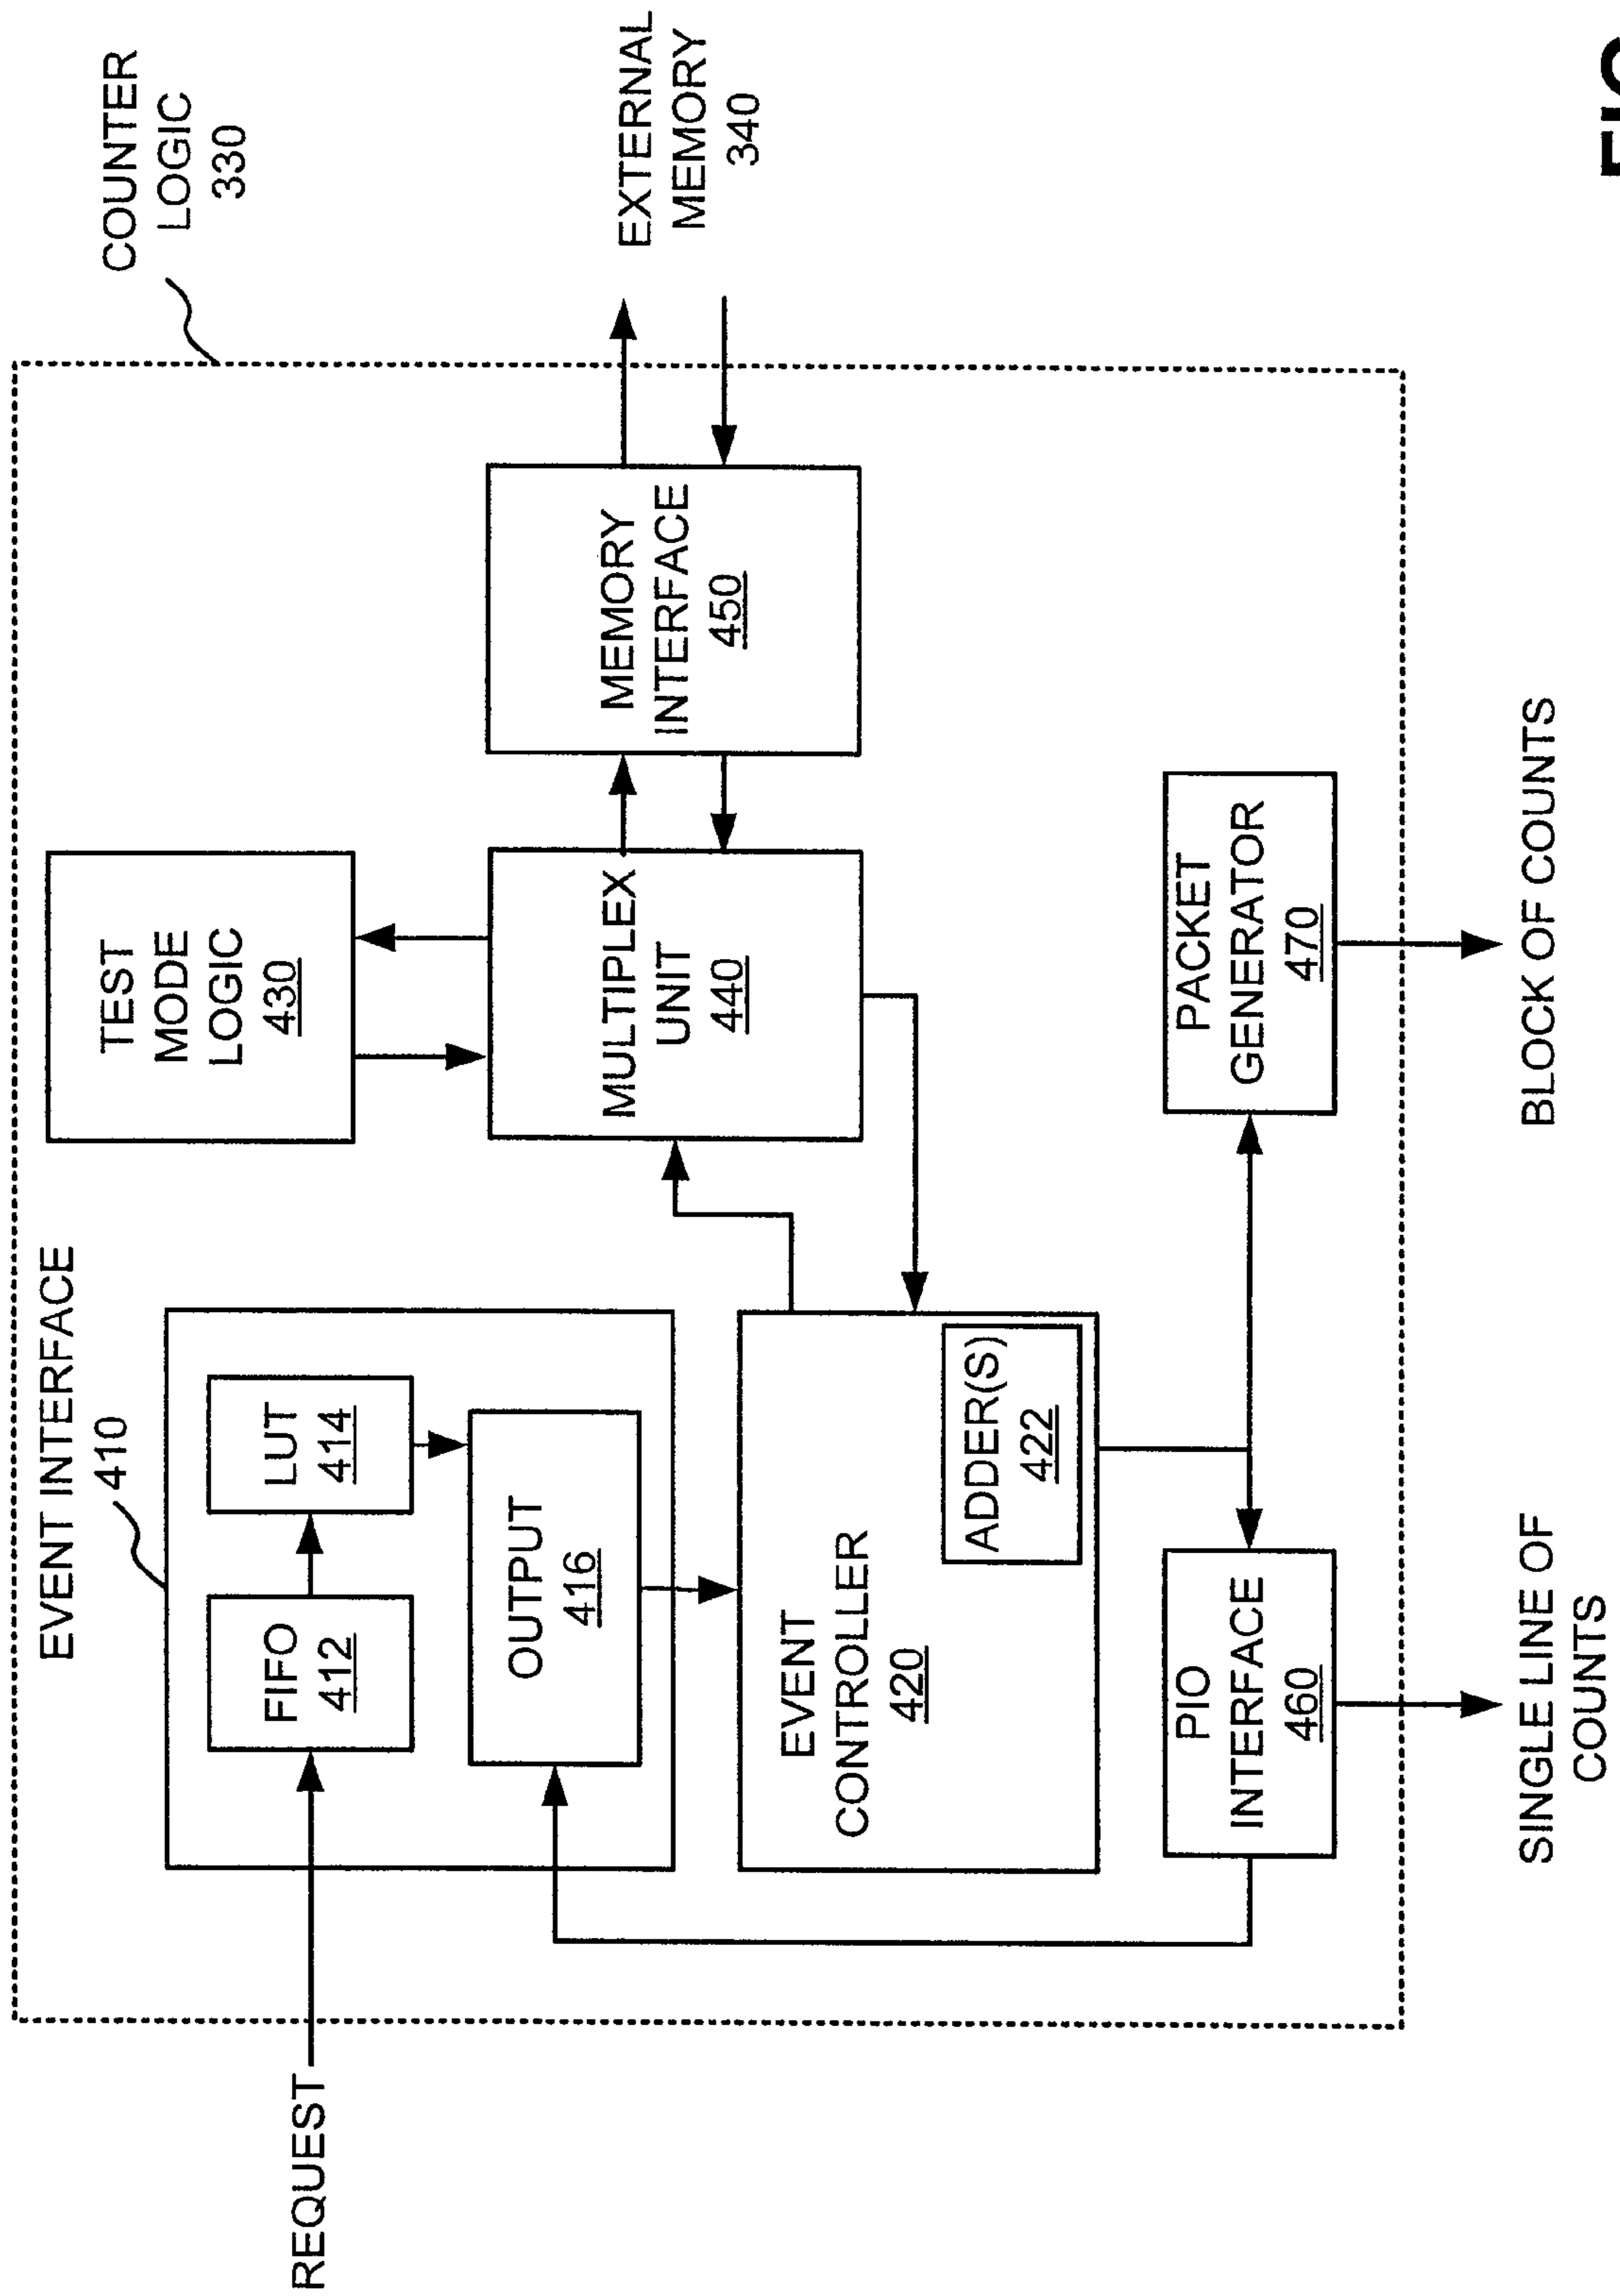 COUNTER
LOGIC
330
EVENT INTERFACE
410
REQUEST
FIFO
412
LUT
414
OUTPUT
416
TEST
MODE
LOGIC
430
MULTIPLEX
UNIT
440
MEMORY
INTERFACE
450
EXTERNAL
MEMORY
340
EVENT
CONTROLLER
420
ADDER(S)
422
PIO
INTERFACE
460
PACKET
GENERATOR
470
SINGLE LINE OF
COUNTS
BLOCK OF COUNTS